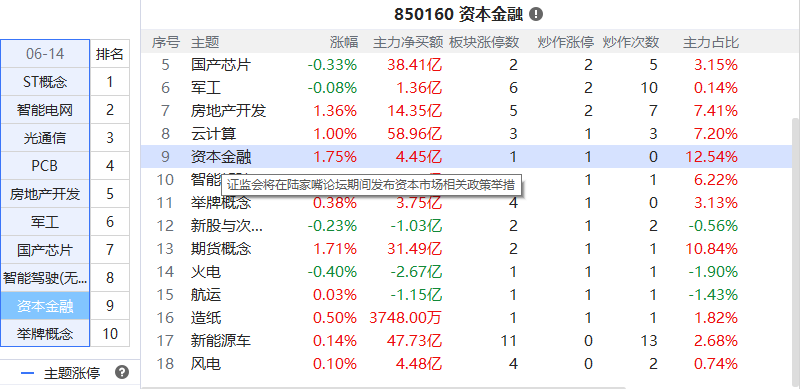 850160 资本金融
06-14 排名
ST概念 1
智能电网 2
光通信 3
PCB 4
房地产开发 5
军工 6
国产芯片 7
智能驾驶(无... 8
资本金融 9
举牌概念 10
主题涨停 ?
序号 主题 涨幅 主力净买额 板块涨停数 炒作涨停 炒作次数 主力占比
5 国产芯片 -0.33% 38.41亿 2 2 5 3.15%
6 军工 -0.08% 1.36亿 6 2 10 0.14%
7 房地产开发 1.36% 14.35亿 5 2 7 7.41%
8 云计算 1.00% 58.96亿 3 1 3 7.20%
9 资本金融 1.75% 4.45亿 1 1 0 12.54%
10 智能 1 1 6.22%
证监会将在陆家嘴论坛期间发布资本市场相关政策举措
11 举牌概念 0.38% 3.75亿 4 1 0 3.13%
12 新股与次... -0.23% -1.03亿 2 1 2 -0.56%
13 期货概念 1.71% 31.49亿 2 1 1 10.84%
14 火电 -0.40% -2.67亿 1 1 1 -1.90%
15 航运 0.03% -1.15亿 1 1 1 -1.43%
16 造纸 0.50% 3748.00万 1 1 1 1.82%
17 新能源车 0.14% 47.73亿 11 0 13 2.68%
18 风电 0.10% 4.48亿 4 0 2 0.74%